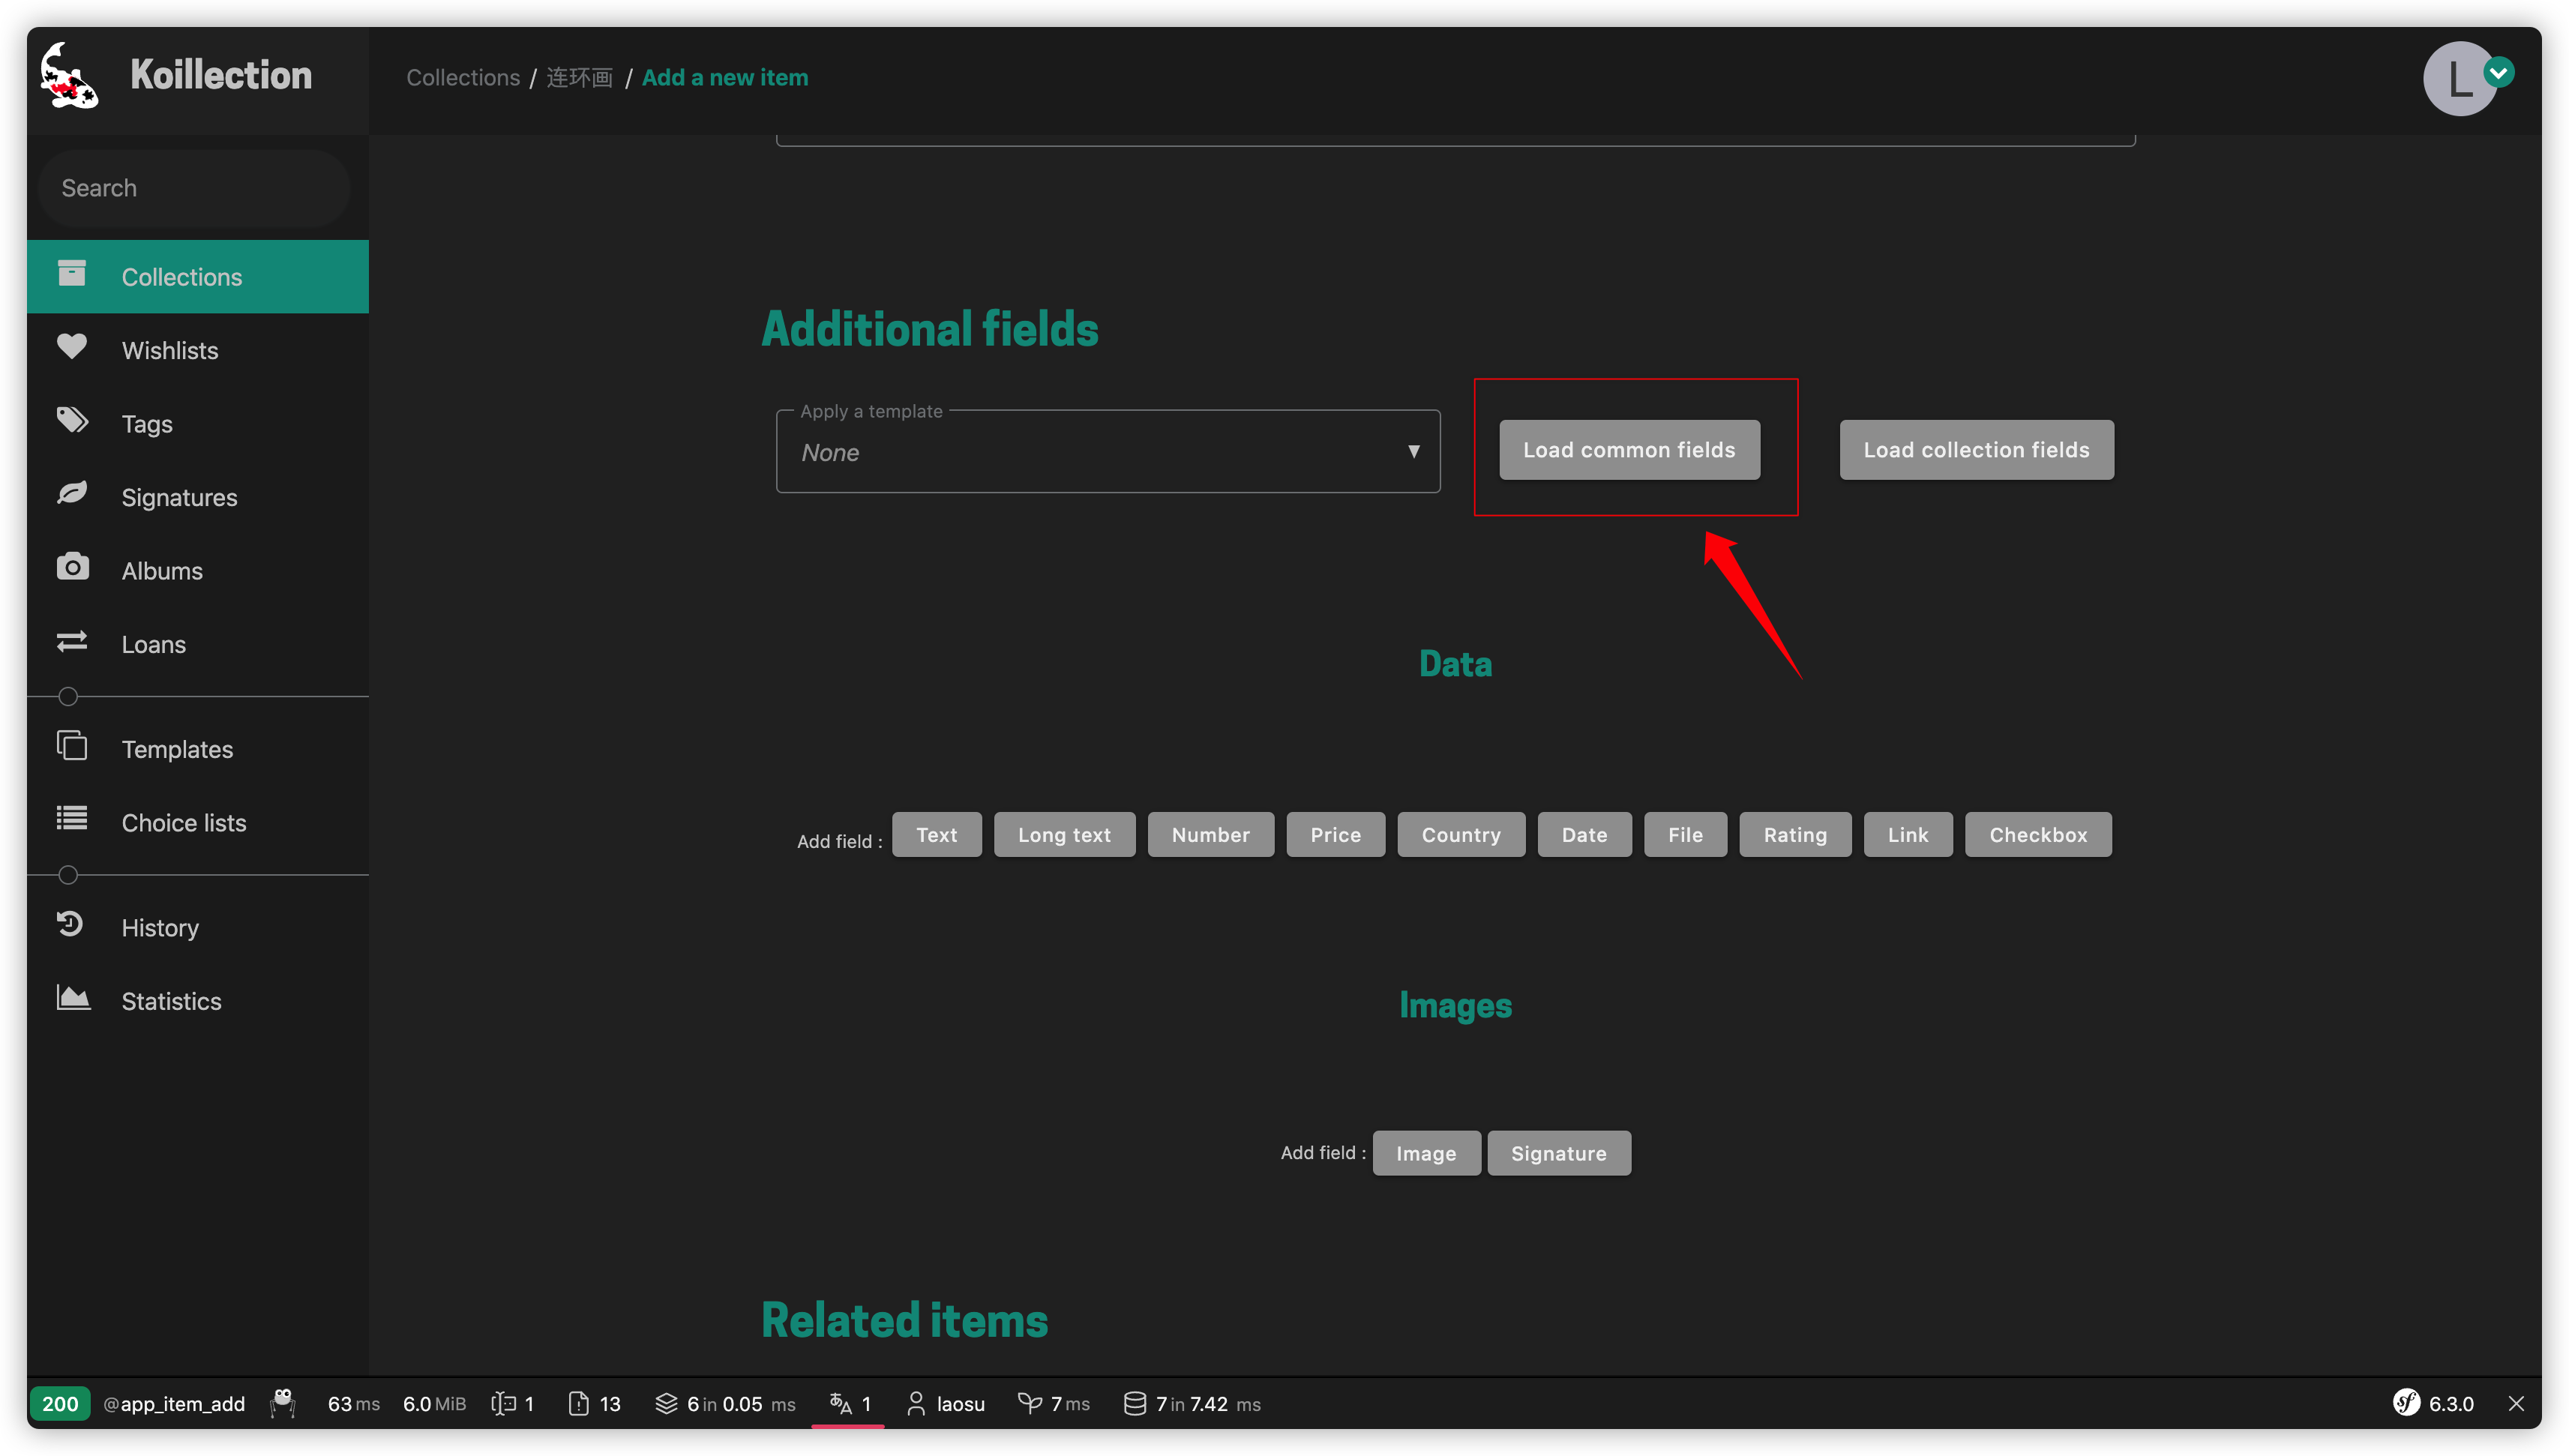 Koillection
Collections / 连环画 / Add a new item
L
Search
Collections
Wishlists
Tags
Signatures
Albums
Loans
Templates
Choice lists
History
Statistics
Additional fields
Apply a template
None
Load common fields
Load collection fields
Data
Add field : Text Long text Number Price Country Date File Rating Link Checkbox
Images
Add field : Image Signature
Related items
200 @app_item_add 63 ms 6.0 MiB 1 13 6 in 0.05 ms 1 laosu 7 ms 7 in 7.42 ms sf 6.3.0